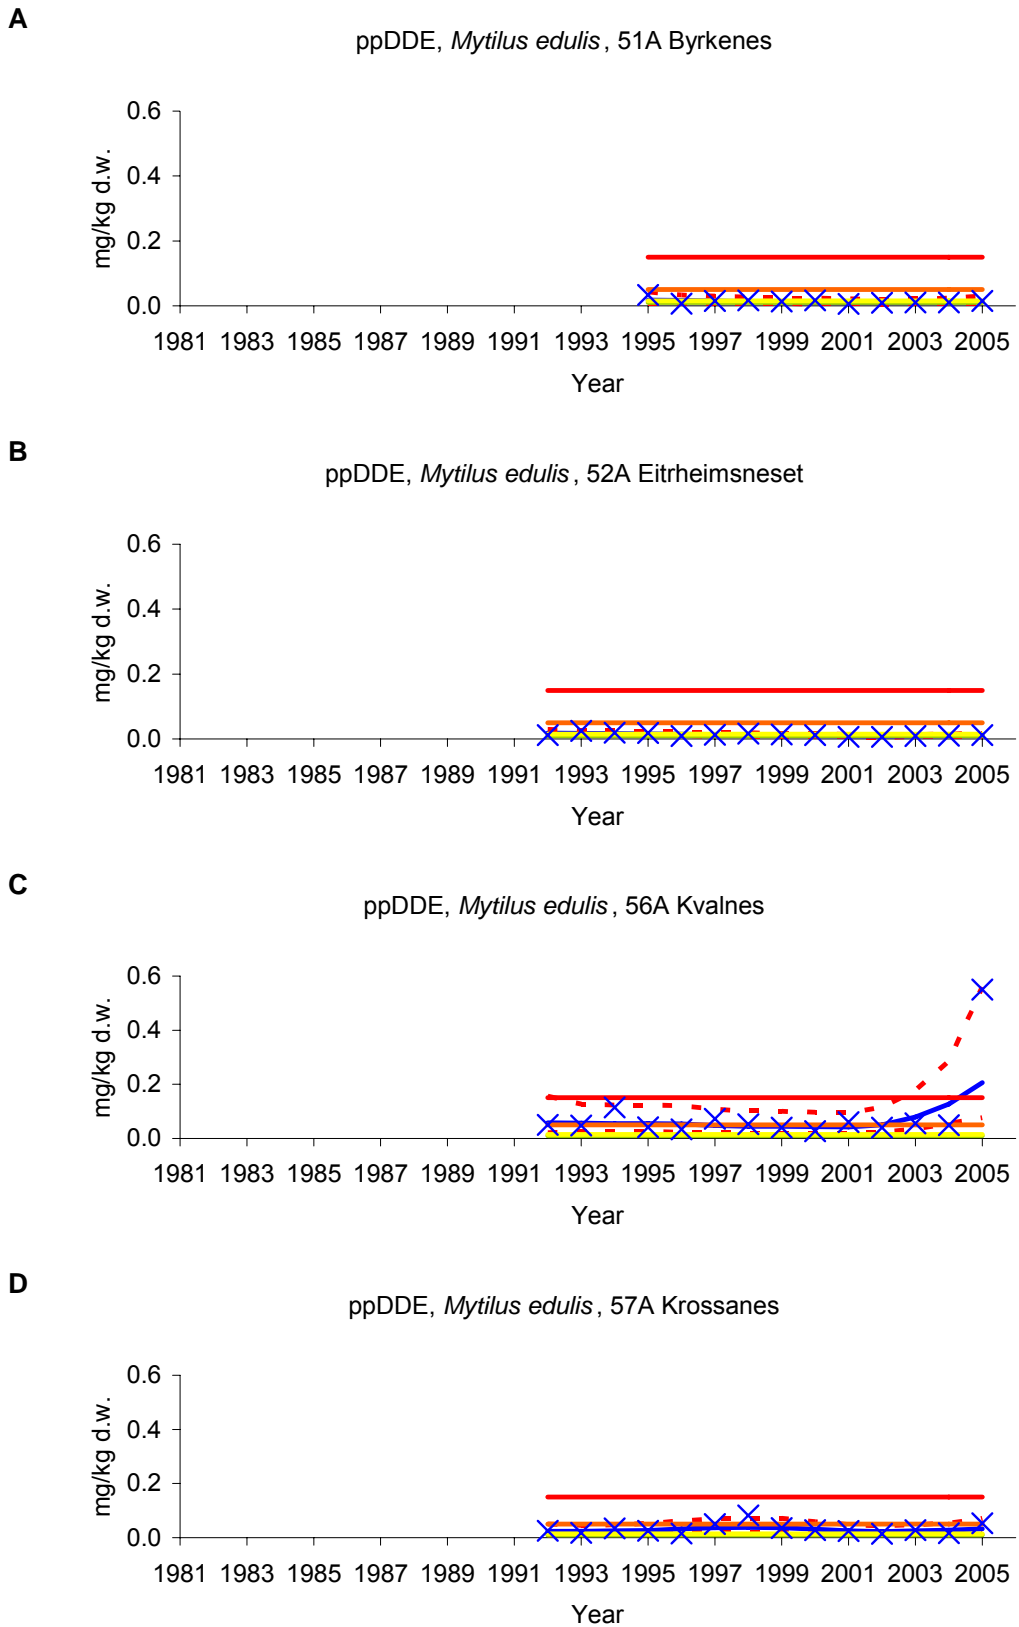 A
ppDDE, Mytilus edulis, 51A Byrkenes
mg/kg d.w.
0.6
0.4
0.2
0.0
1981 1983 1985 1987 1989 1991 1993 1995 1997 1999 2001 2003 2005
Year
B
ppDDE, Mytilus edulis, 52A Eitrheimsneset
mg/kg d.w.
0.6
0.4
0.2
0.0
1981 1983 1985 1987 1989 1991 1993 1995 1997 1999 2001 2003 2005
Year
C
ppDDE, Mytilus edulis, 56A Kvalnes
mg/kg d.w.
0.6
0.4
0.2
0.0
1981 1983 1985 1987 1989 1991 1993 1995 1997 1999 2001 2003 2005
Year
D
ppDDE, Mytilus edulis, 57A Krossanes
mg/kg d.w.
0.6
0.4
0.2
0.0
1981 1983 1985 1987 1989 1991 1993 1995 1997 1999 2001 2003 2005
Year